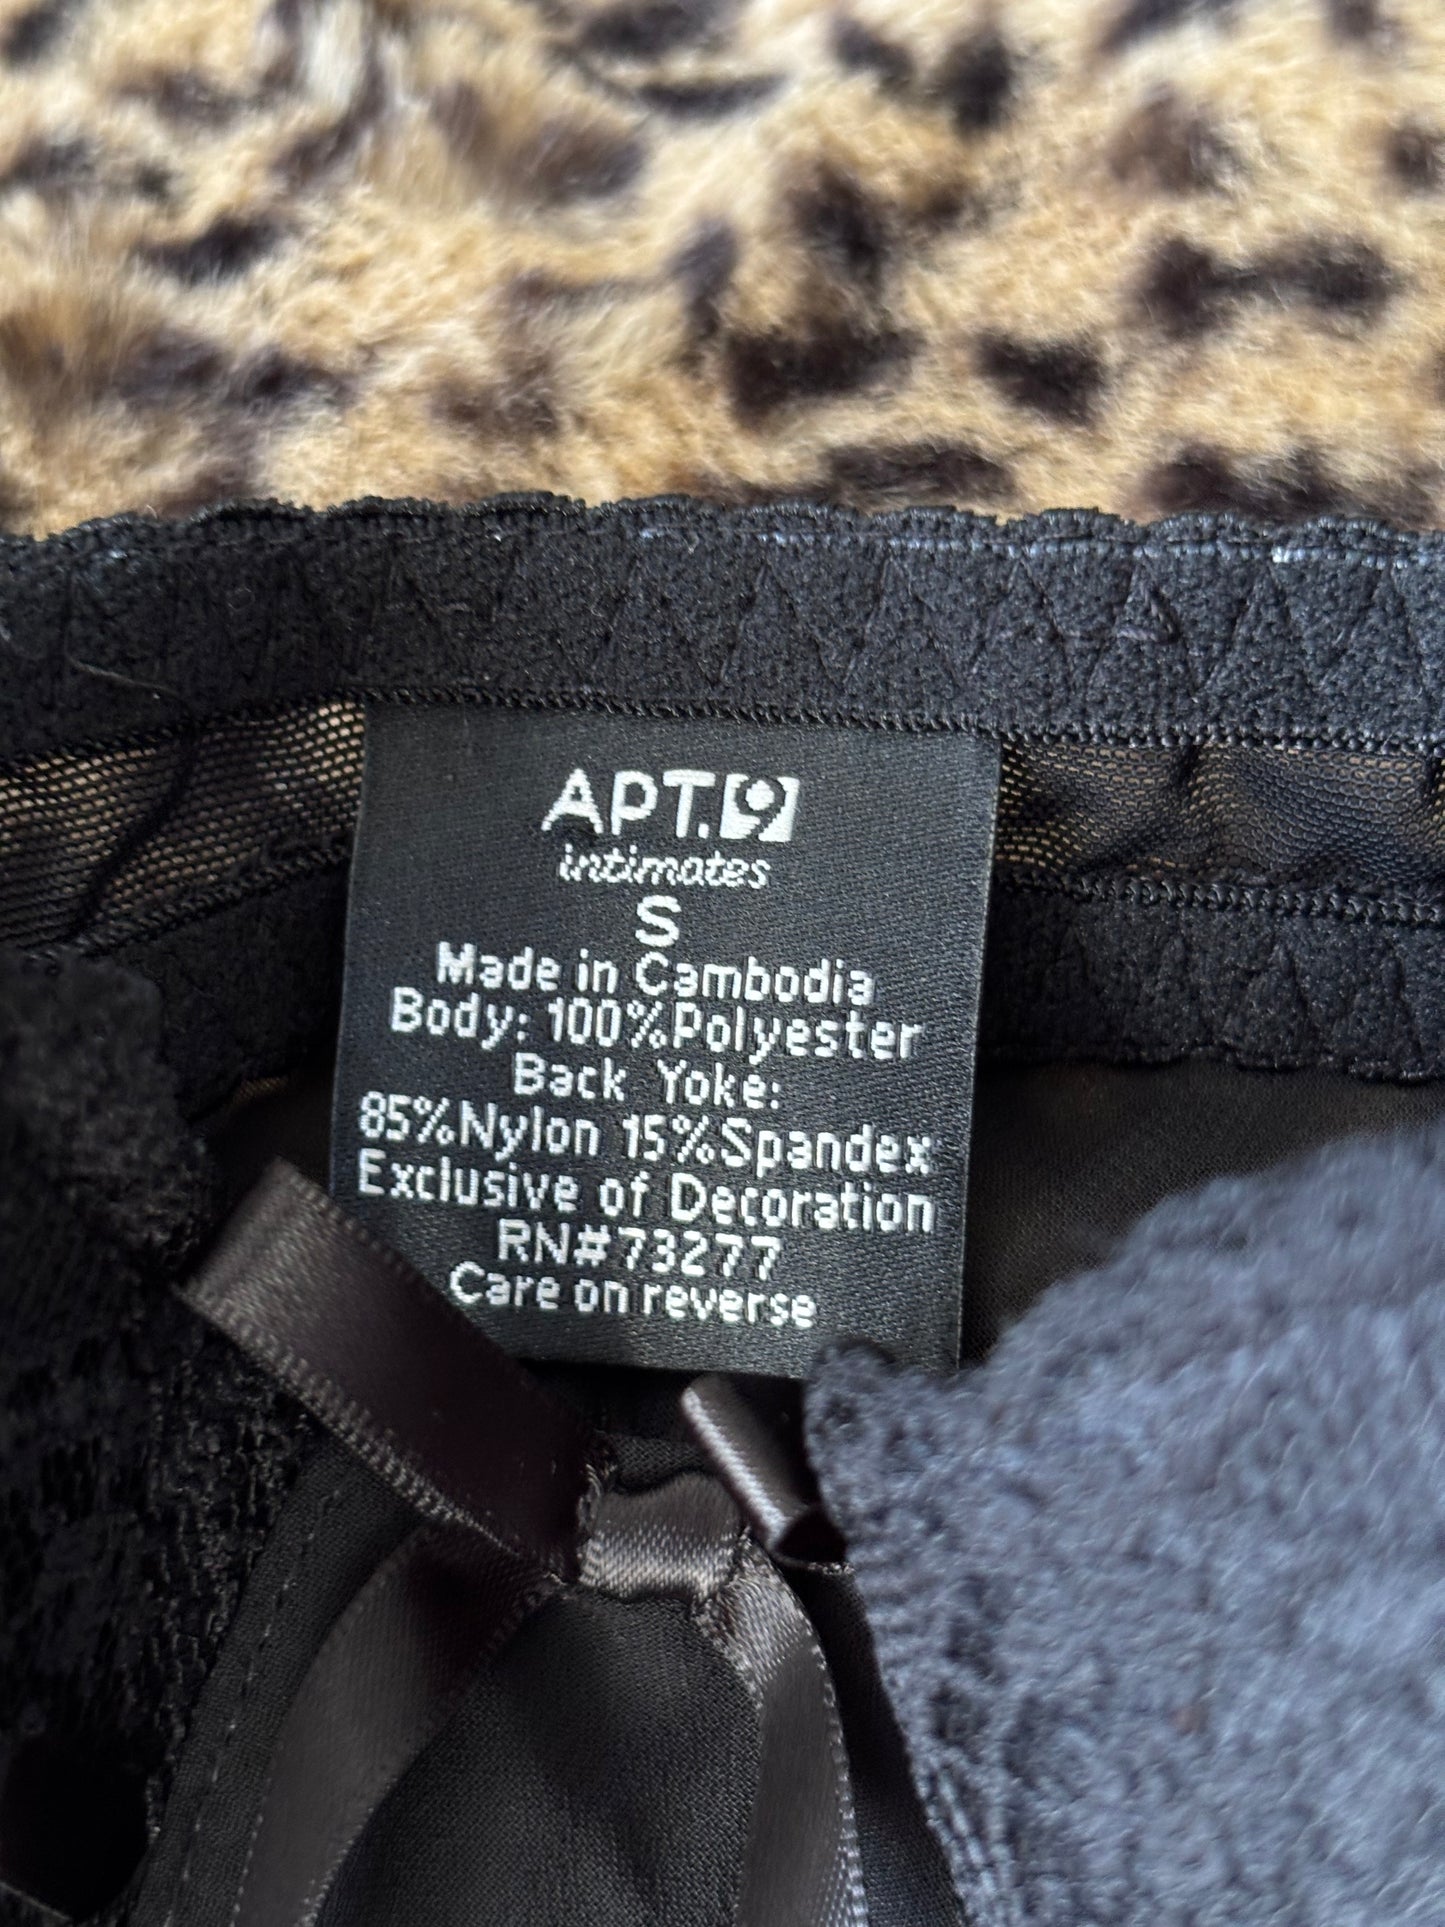 APT.9
intimates
S
Made in Cambodia
Body: 100%Polyester
Back Yoke:
85%Nylon 15%Spandex
Exclusive of Decoration
RN#73277
Care on reverse